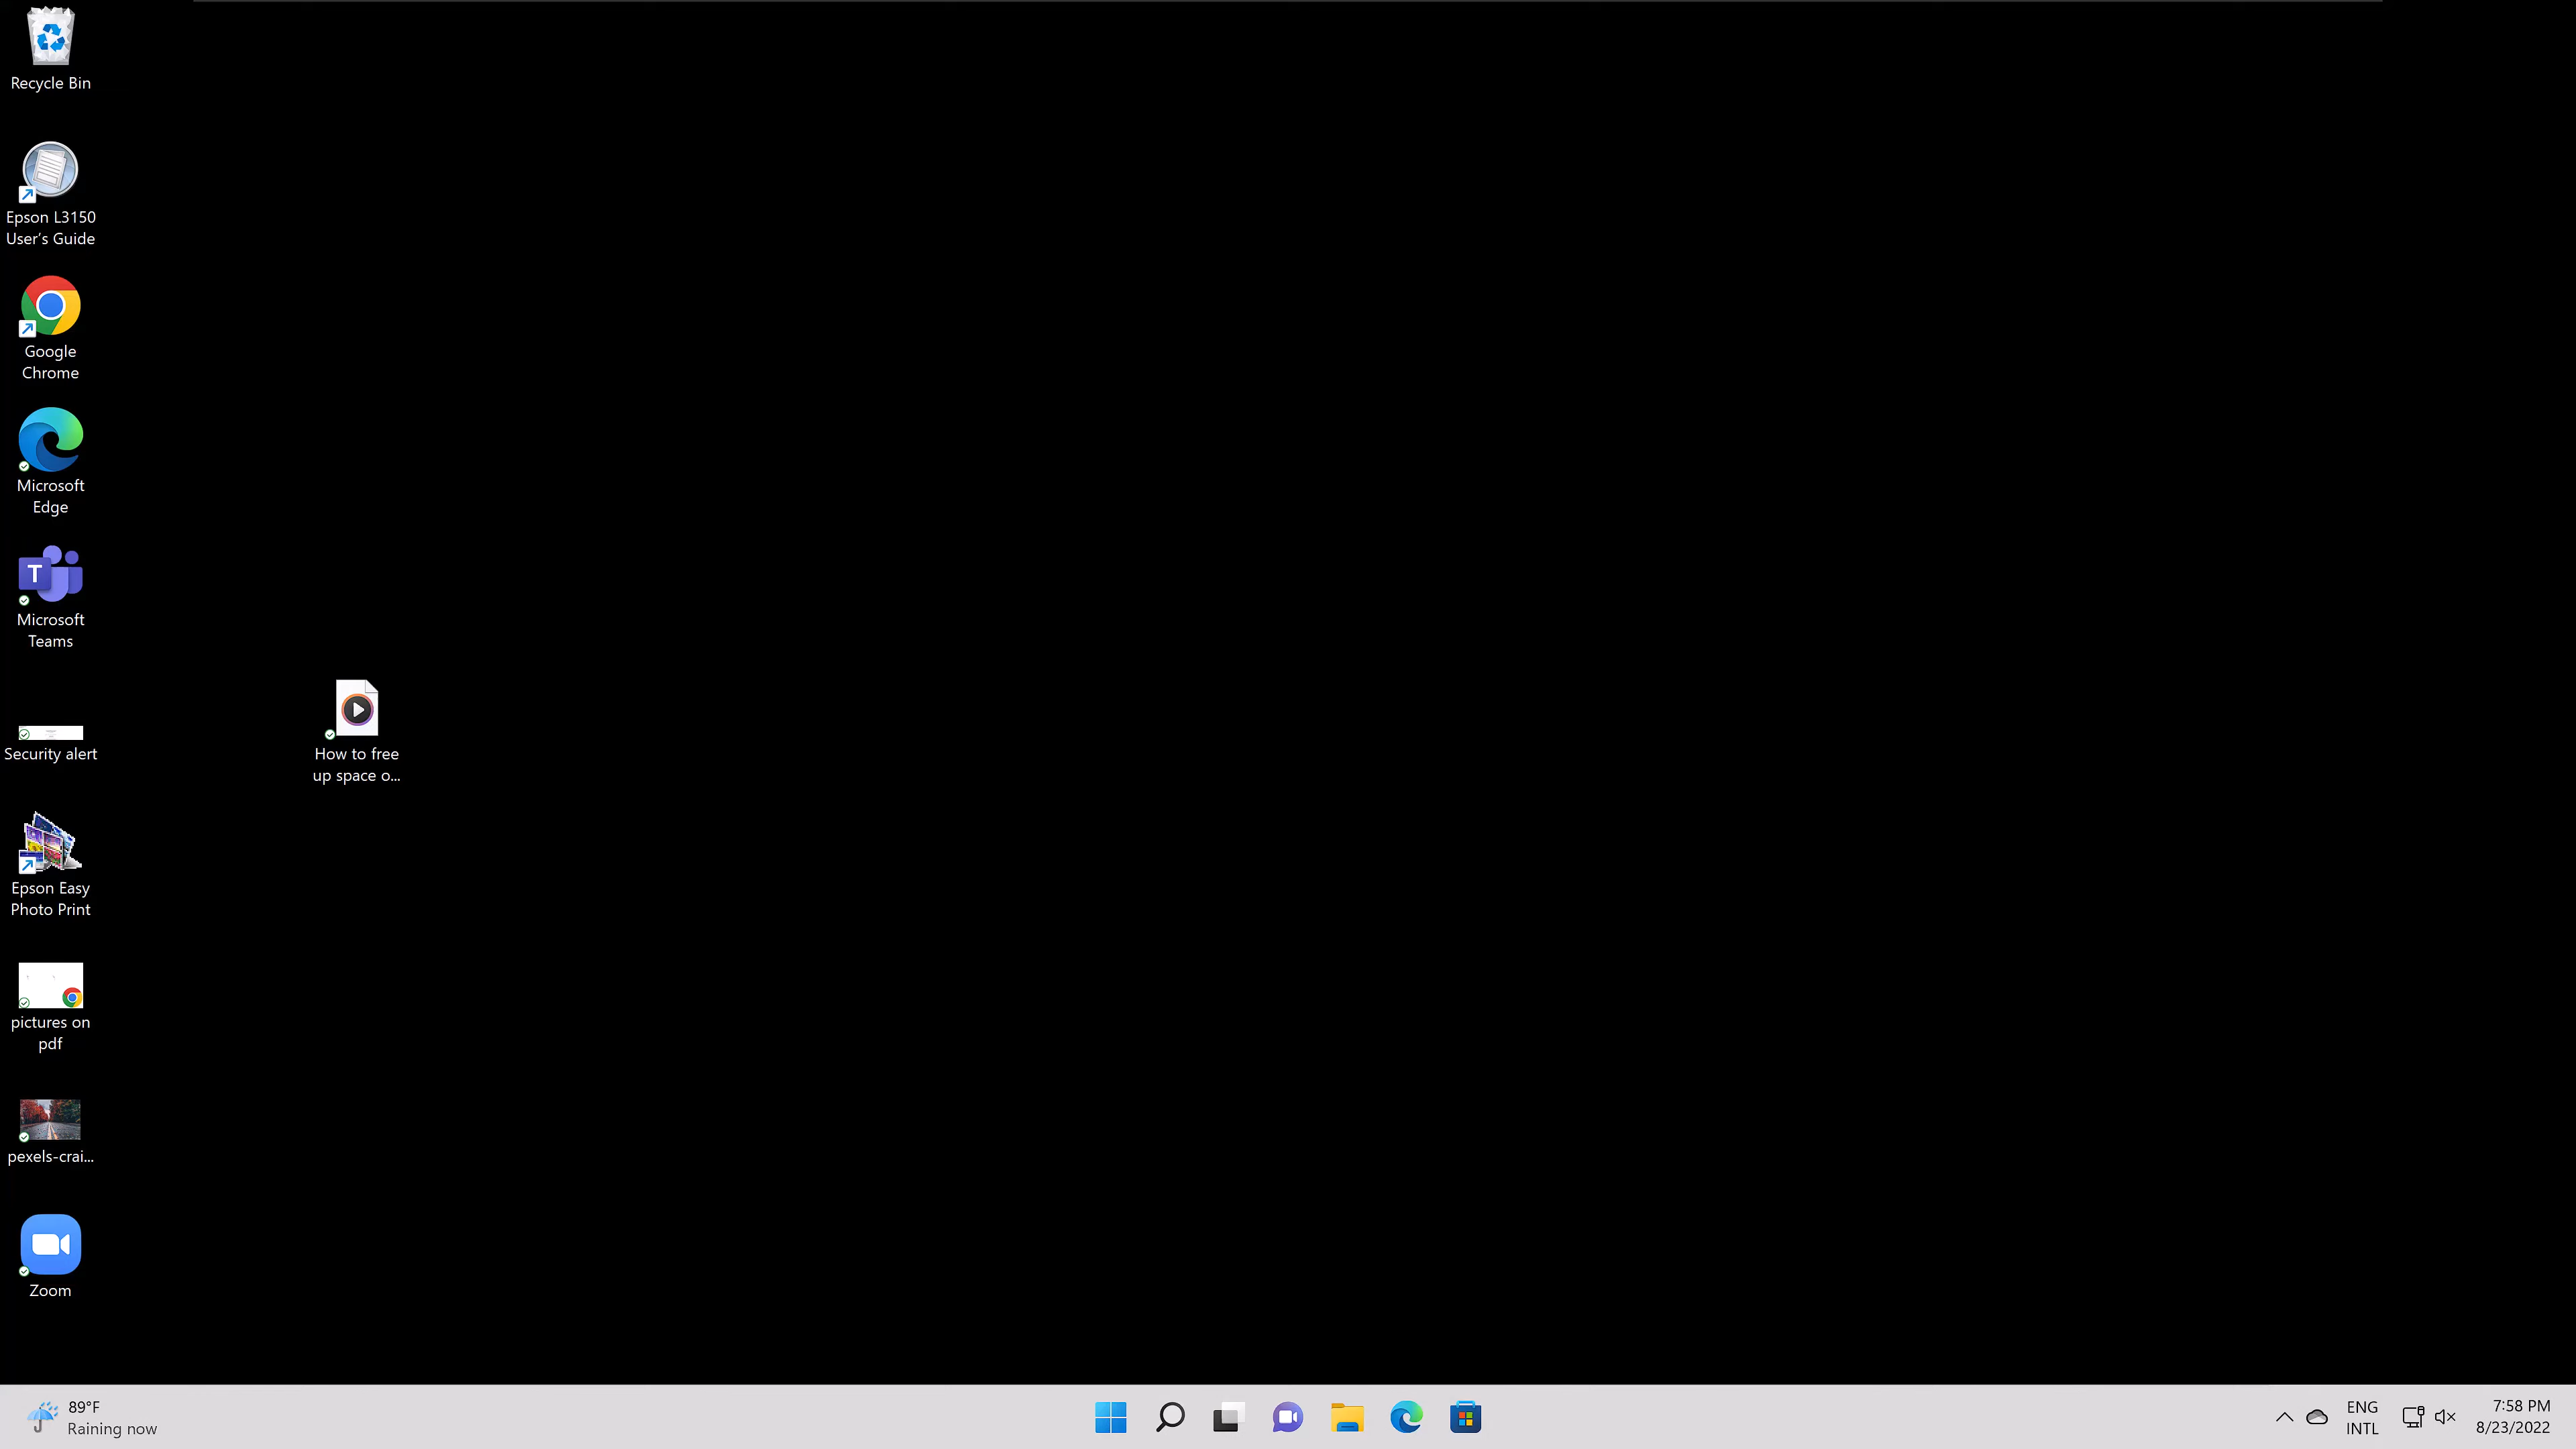 Recycle Bin
Epson L3150
User's Guide
Google
Chrome
Microsoft
Edge
T
Microsoft
Teams
Security alert
How to free
up space o...
Epson Easy
Photo Print
pictures on
pdf
pexels-crai...
Zoom
89°F
Raining now
ENG
INTL
7:58 PM
8/23/2022